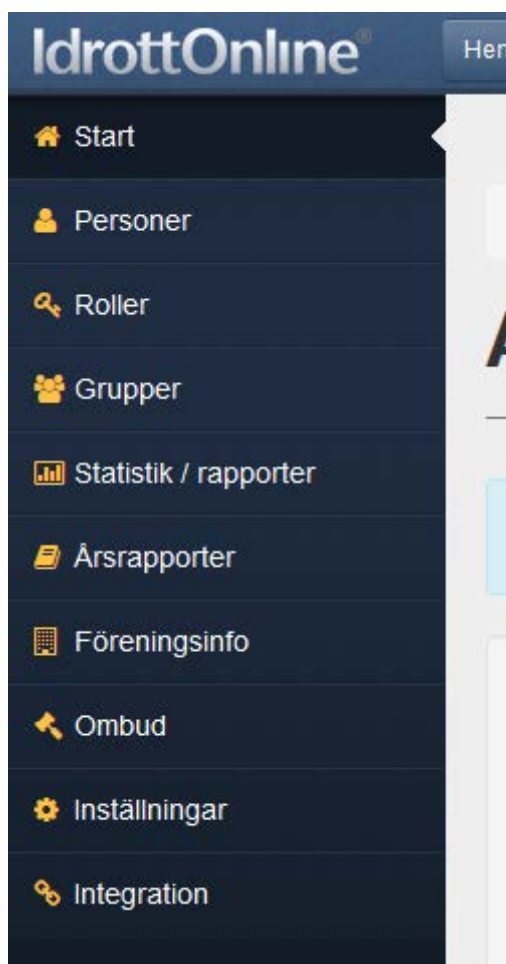 IdrottOnline®
Start
Personer
Roller
Grupper
Statistik / rapporter
Årsrapporter
Föreningsinfo
Ombud
Inställningar
Integration